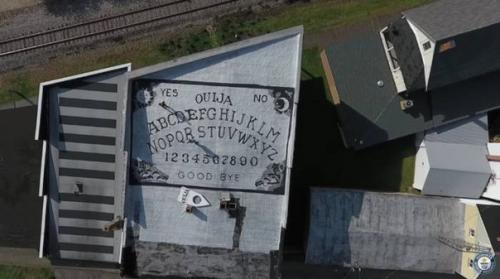 YES OUIJA NO
ABCDEFGHIJKLM
NOPQRSTUVWXYZ
1234567890
GOOD BYE